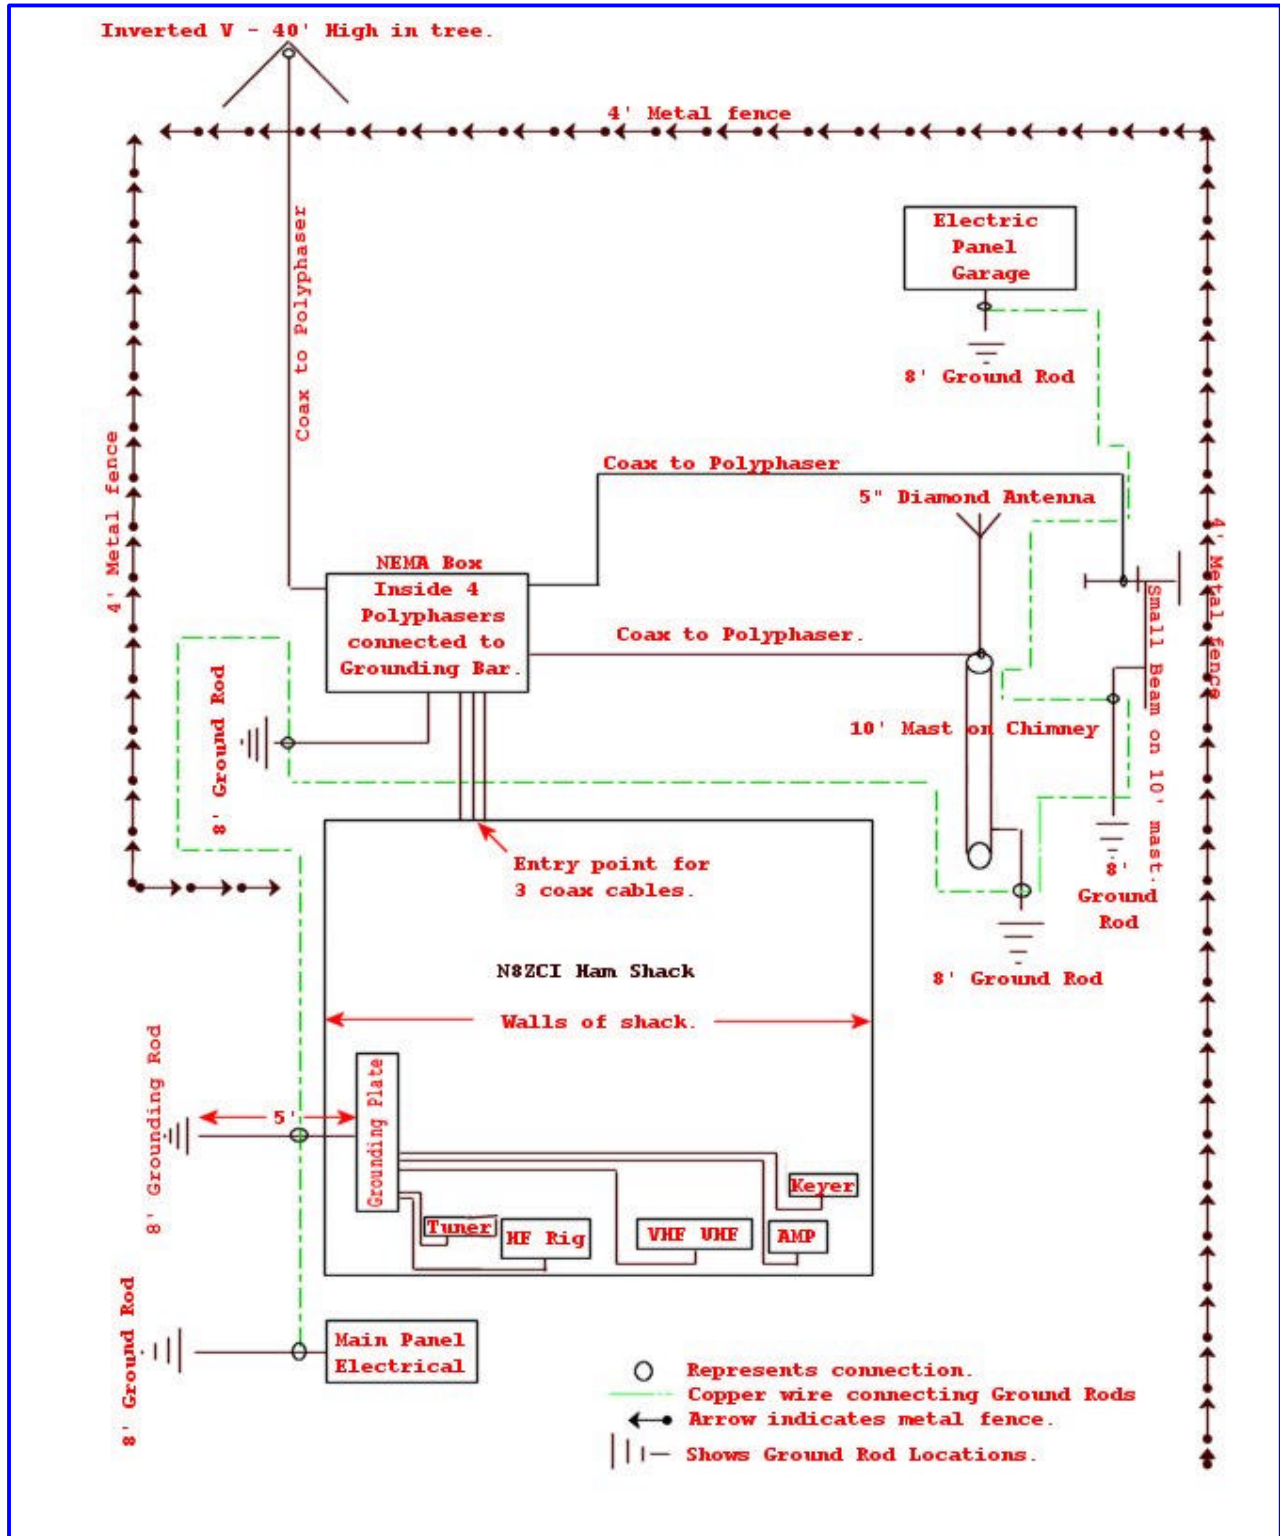 Inverted V - 40' High in tree.
4' Metal fence
Electric
Panel
Garage
8' Ground Rod
Coax to Polyphaser
4' Metal fence
Coax to Polyphaser
5" Diamond Antenna
4' Metal fence
NEMA Box
Inside 4
Polyphasers
connected to
Grounding Bar.
Coax to Polyphaser.
Small Beam on 10' mast.
8' Ground Rod
10' Mast on Chimney
8'
Ground
Rod
Entry point for
3 coax cables.
8' Ground Rod
N8ZCI Ham Shack
Walls of shack.
8' Grounding Rod
5'
Grounding Plate
Keyer
Tuner
HF Rig
VHF UHF
AMP
8' Ground Rod
Main Panel
Electrical
Represents connection.
Copper wire connecting Ground Rods
Arrow indicates metal fence.
Shows Ground Rod Locations.